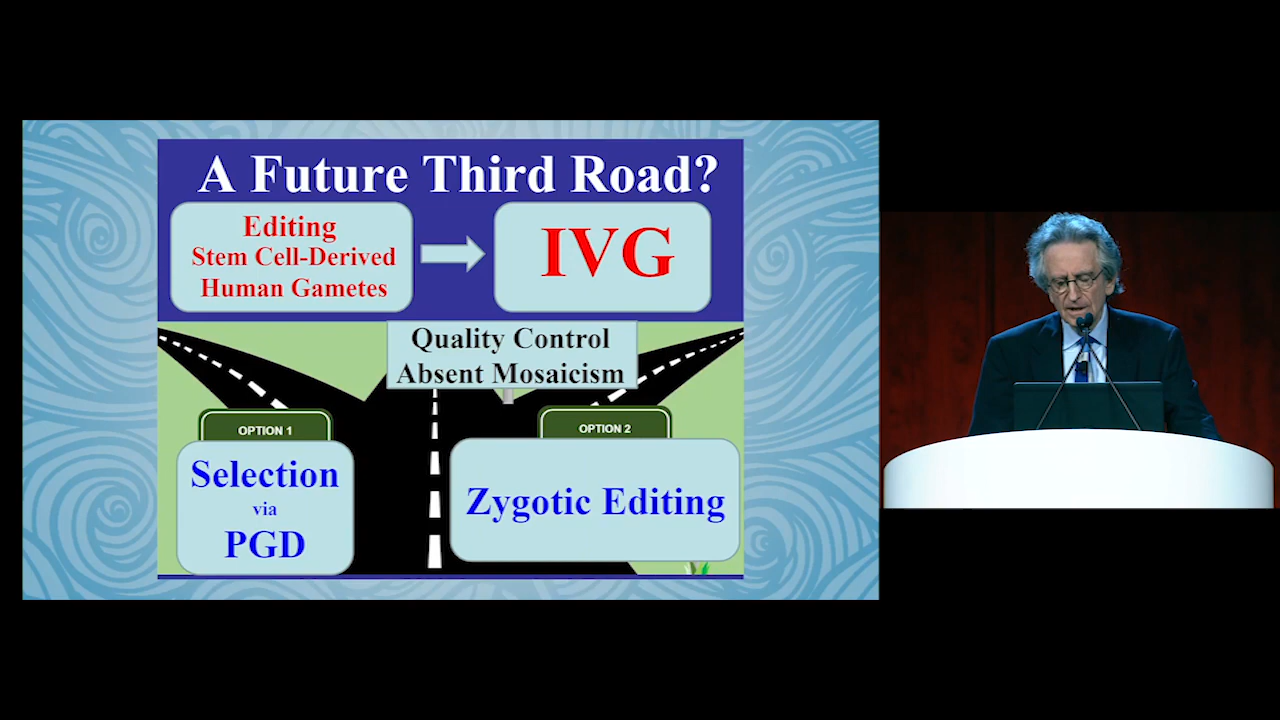 A Future Third Road?
Editing
Stem Cell-Derived
Human Gametes
IVG
Quality Control
Absent Mosaicism
OPTION 1
Selection
via
PGD
OPTION 2
Zygotic Editing